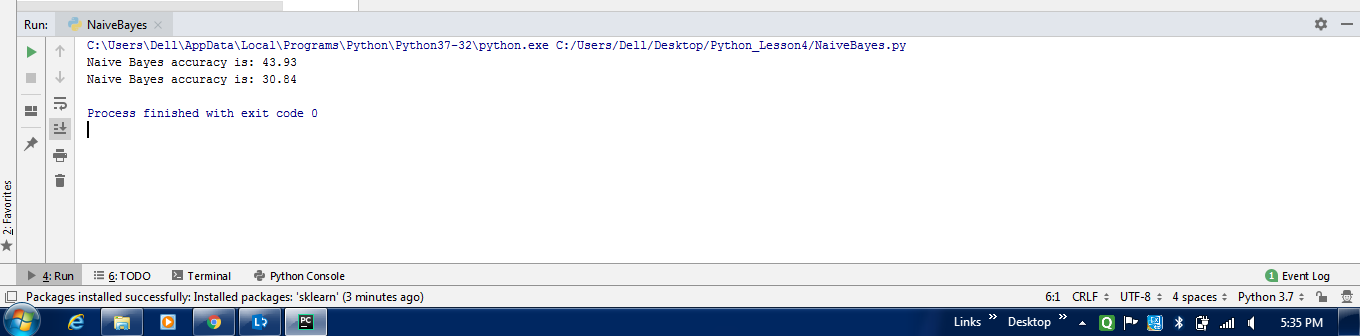 Run: NaiveBayes
C:\Users\Dell\AppData\Local\Programs\Python\Python37-32\python.exe C:/Users/Dell/Desktop/Python_Lesson4/NaiveBayes.py
Naive Bayes accuracy is: 43.93
Naive Bayes accuracy is: 30.84
Process finished with exit code 0
2: Favorites
4: Run 6: TODO Terminal Python Console 1 Event Log
Packages installed successfully: Installed packages: 'sklearn' (3 minutes ago) 6:1 CRLF UTF-8 4 spaces Python 3.7
Links » Desktop » 5:35 PM